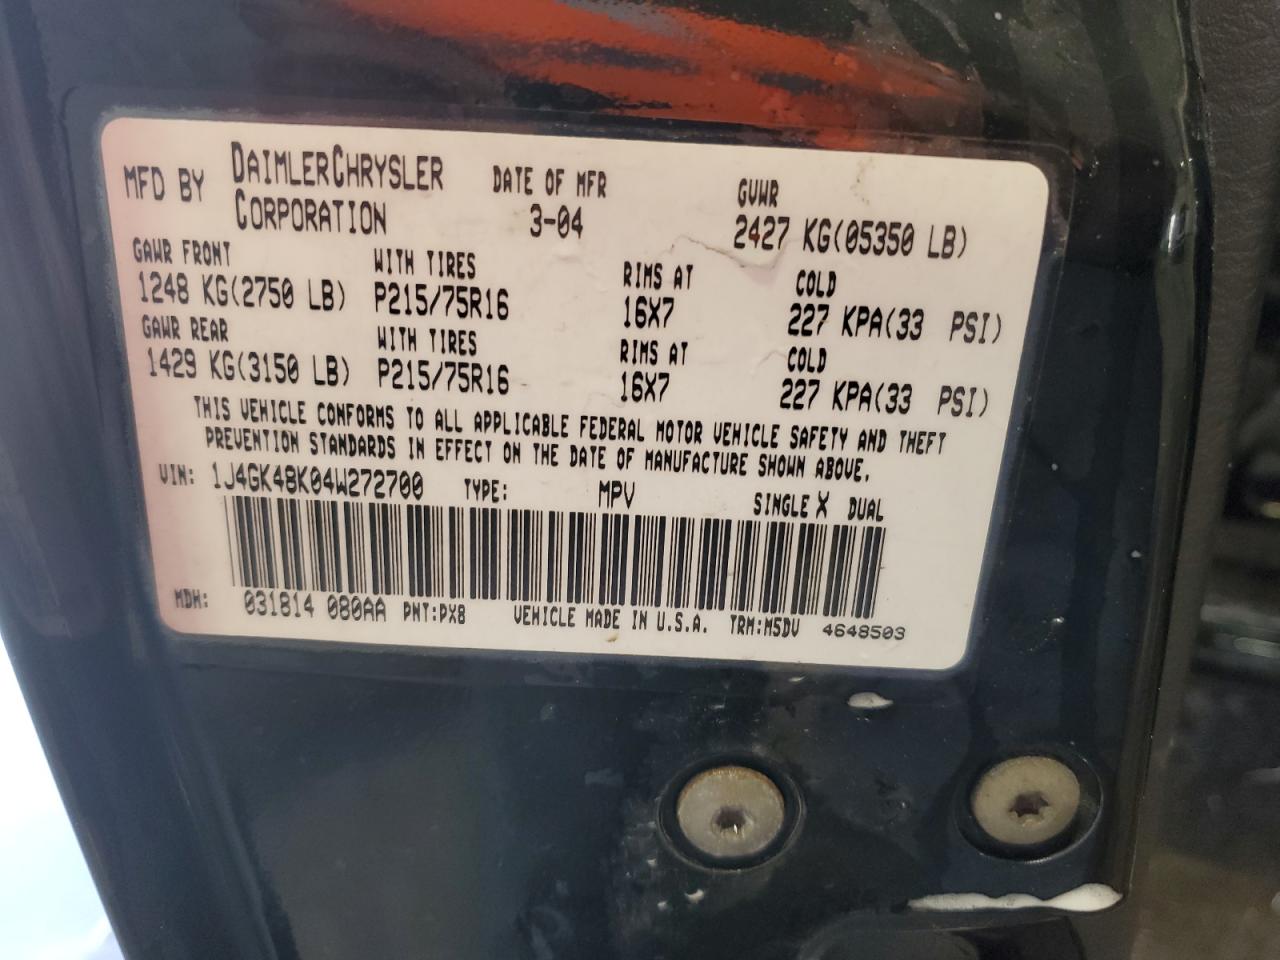 MFD BY DAIMLERCHRYSLER CORPORATION DATE OF MFR 3-04 GVWR 2427 KG(05350 LB)
GAWR FRONT WITH TIRES RIMS AT COLD
1248 KG(2750 LB) P215/75R16 16X7 227 KPA(33 PSI)
GAWR REAR WITH TIRES RIMS AT COLD
1429 KG(3150 LB) P215/75R16 16X7 227 KPA(33 PSI)
THIS VEHICLE CONFORMS TO ALL APPLICABLE FEDERAL MOTOR VEHICLE SAFETY AND THEFT
PREVENTION STANDARDS IN EFFECT ON THE DATE OF MANUFACTURE SHOWN ABOVE.
VIN: 1J4GK48K04W272700 TYPE: MPV SINGLE X DUAL
MDH: 031814 080AA PNT:PX8 VEHICLE MADE IN U.S.A. TRM:M5DV 4648503